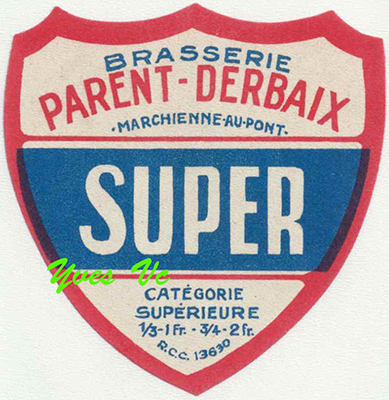 BRASSERIE
PARENT-DERBAIX
·MARCHIENNE-AU-PONT·
SUPER
Yves Ve
CATÉGORIE
SUPÉRIEURE
1/3-1 Fr. - 3/4-2 fr.
R.C.C. 13630